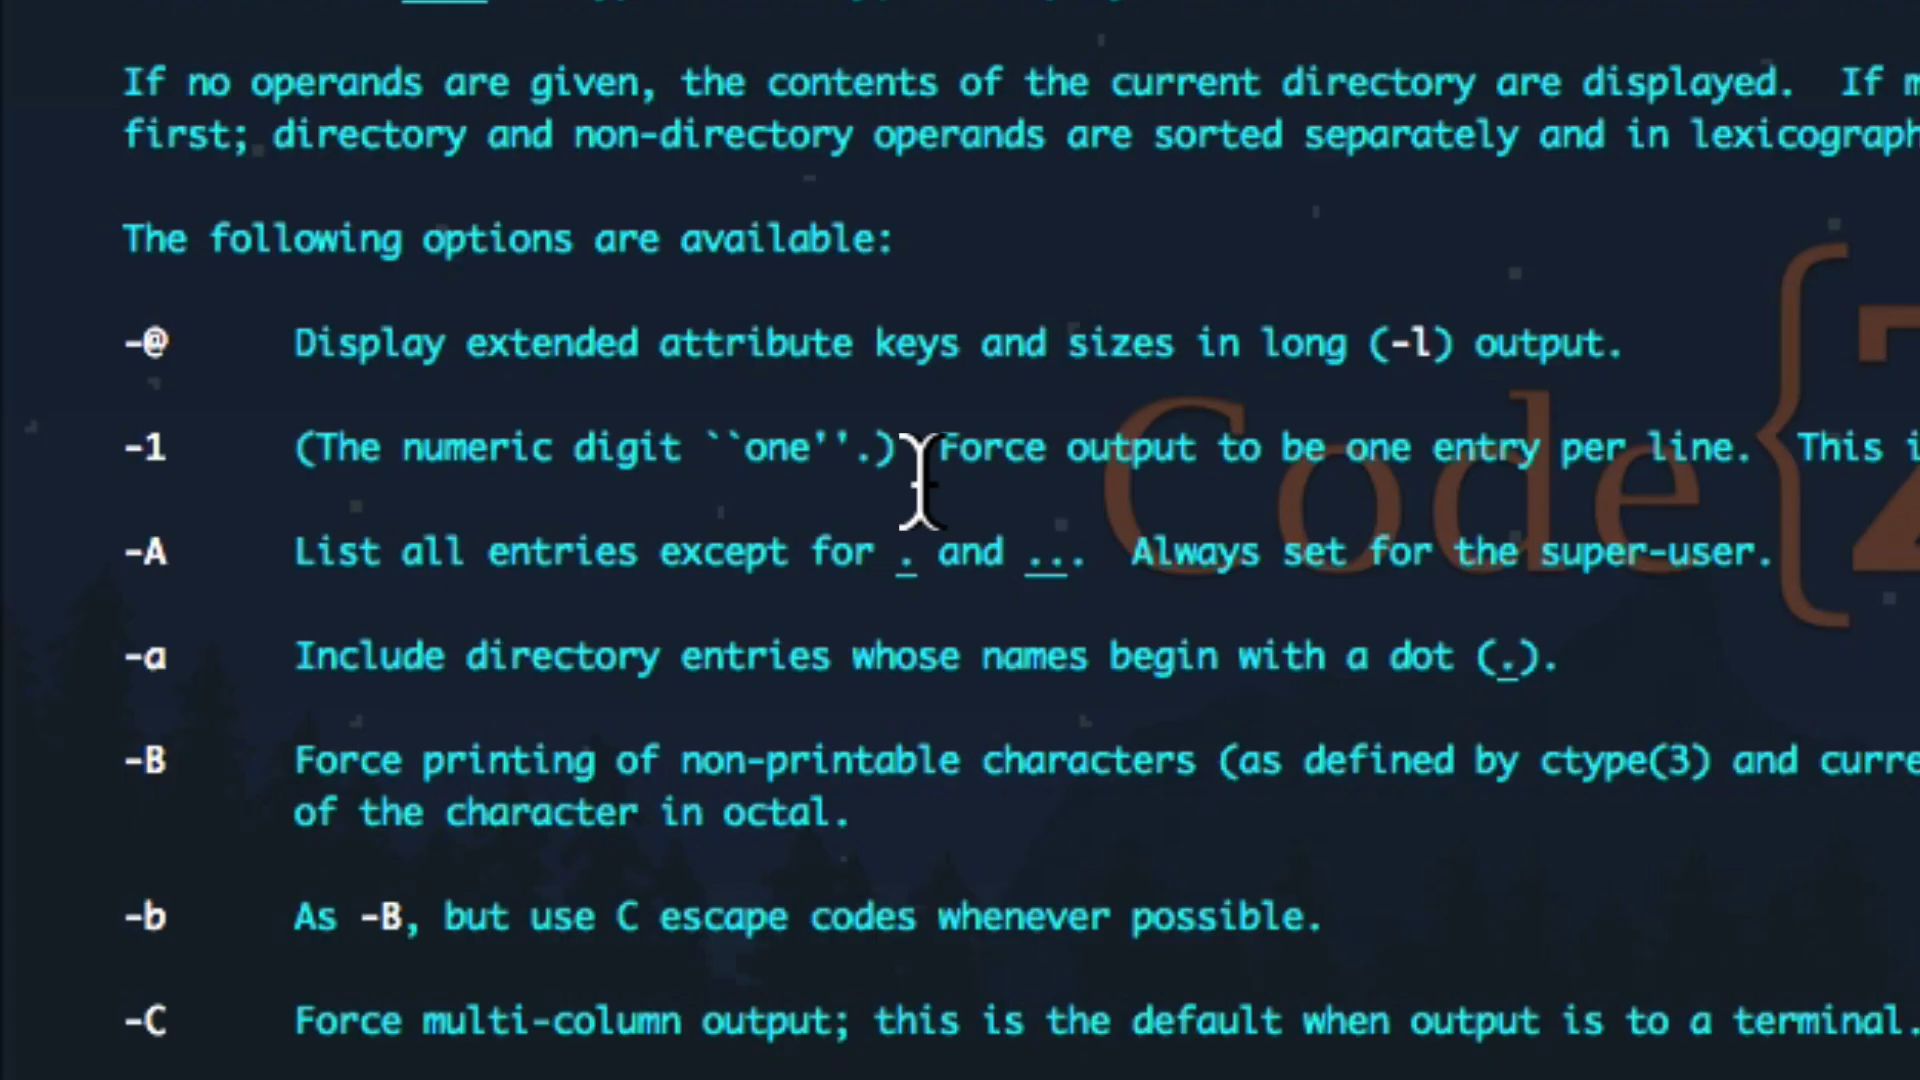 If no operands are given, the contents of the current directory are displayed.  If
first; directory and non-directory operands are sorted separately and in
The following options are available:
-@ Display extended attribute keys and sizes in long (-l) output.
-1 (The numeric digit ``one''.)  Force output to be one entry per line.  This
-A List all entries except for . and ...  Always set for the super-user.
-a Include directory entries whose names begin with a dot (.).
-B Force printing of non-printable characters (as defined by ctype(3) and
of the character in octal.
-b As -B, but use C escape codes whenever possible.
-C Force multi-column output; this is the default when output is to a terminal.
Code{